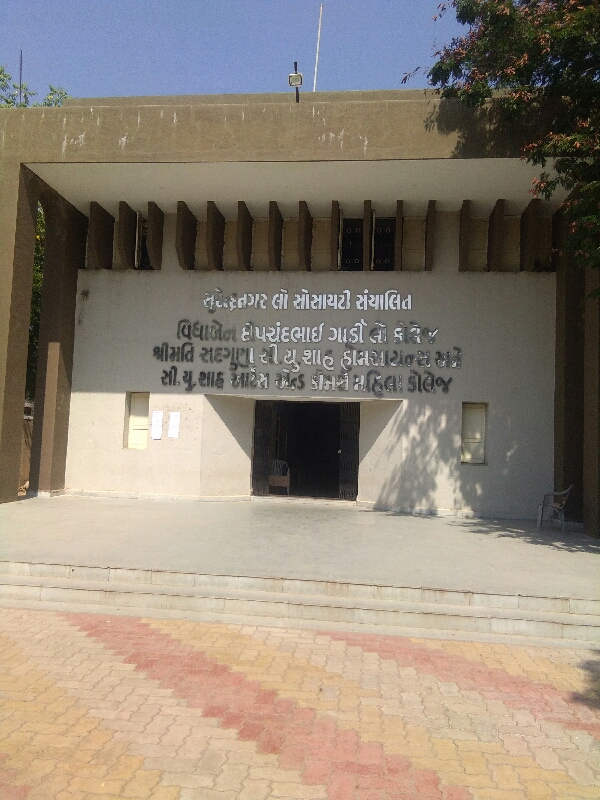 સુરેન્દ્રનગર લૉ સોસાયટી સંચાલિત
વિદ્યાબેન દીપચંદભાઈ ગાર્ડી લૉ કોલેજ
શ્રીમતિ સદગુણા સી.યુ.શાહ હોમસાયન્સ અને
સી.યુ.શાહ આર્ટસ એન્ડ કોમર્સ મહિલા કોલેજ